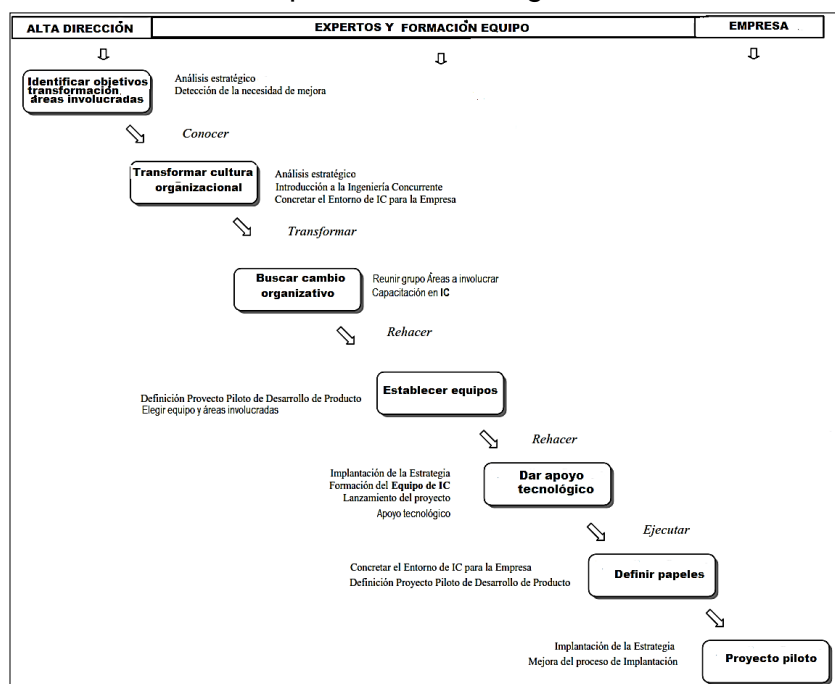 ALTA DIRECCIÓN EXPERTOS Y FORMACIÓN EQUIPO EMPRESA
Identificar objetivos
transformación,
áreas involucradas
Análisis estratégico
Detección de la necesidad de mejora
Conocer
Transformar cultura
organizacional
Análisis estratégico
Introducción a la Ingeniería Concurrente
Concretar el Entorno de IC para la Empresa
Transformar
Buscar cambio
organizativo
Reunir grupo Áreas a involucrar
Capacitación en IC
Rehacer
Definición Proyecto Piloto de Desarrollo de Producto
Elegir equipo y áreas involucradas
Establecer equipos
Rehacer
Implantación de la Estrategia
Formación del Equipo de IC
Lanzamiento del proyecto
Apoyo tecnológico
Dar apoyo
tecnológico
Ejecutar
Concretar el Entorno de IC para la Empresa
Definición Proyecto Piloto de Desarrollo de Producto
Definir papeles
Implantación de la Estrategia
Mejora del proceso de Implantación
Proyecto piloto